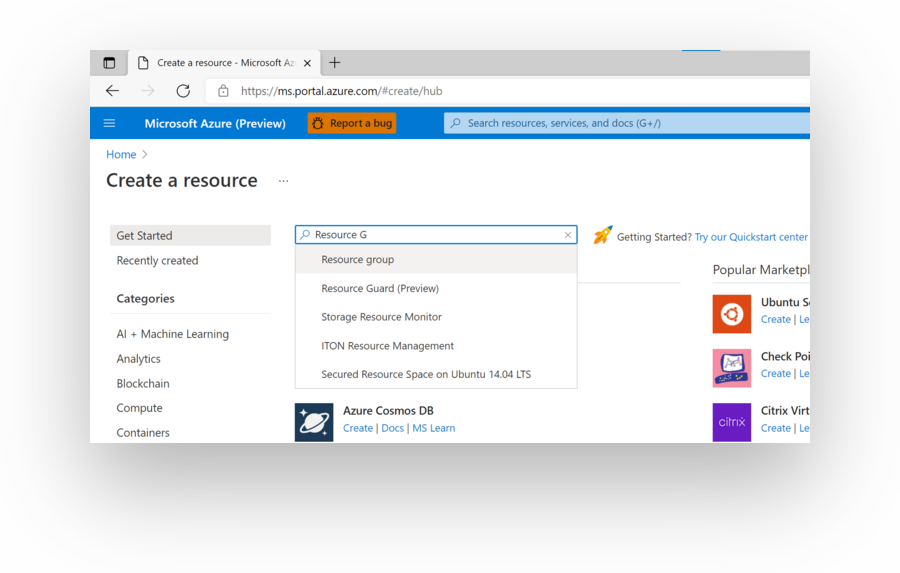 Create a resource - Microsoft Az
https://ms.portal.azure.com/#create/hub
Microsoft Azure (Preview)
Report a bug
Search resources, services, and docs (G+/)
Home >
Create a resource ...
Get Started
Recently created
Categories
AI + Machine Learning
Analytics
Blockchain
Compute
Containers
Resource G
Resource group
Resource Guard (Preview)
Storage Resource Monitor
ITON Resource Management
Secured Resource Space on Ubuntu 14.04 LTS
Azure Cosmos DB
Create | Docs | MS Learn
Getting Started? Try our Quickstart center
Popular Marketpl
Ubuntu S
Create | Le
Check Poi
Create | Le
citrix
Citrix Virt
Create | Le